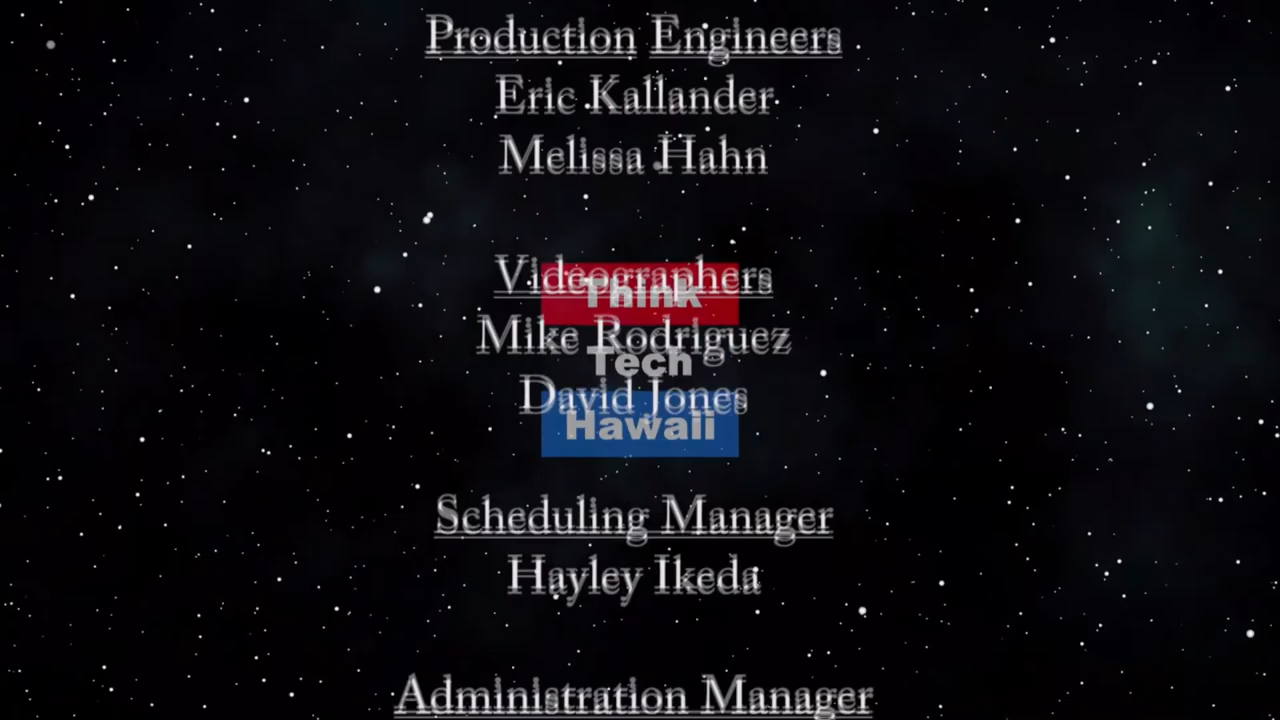 Production Engineers
Eric Kallander
Melissa Hahn
Videographers
Think
Mike Rodriguez
Tech
David Jones
Hawaii
Scheduling Manager
Hayley Ikeda
Administration Manager